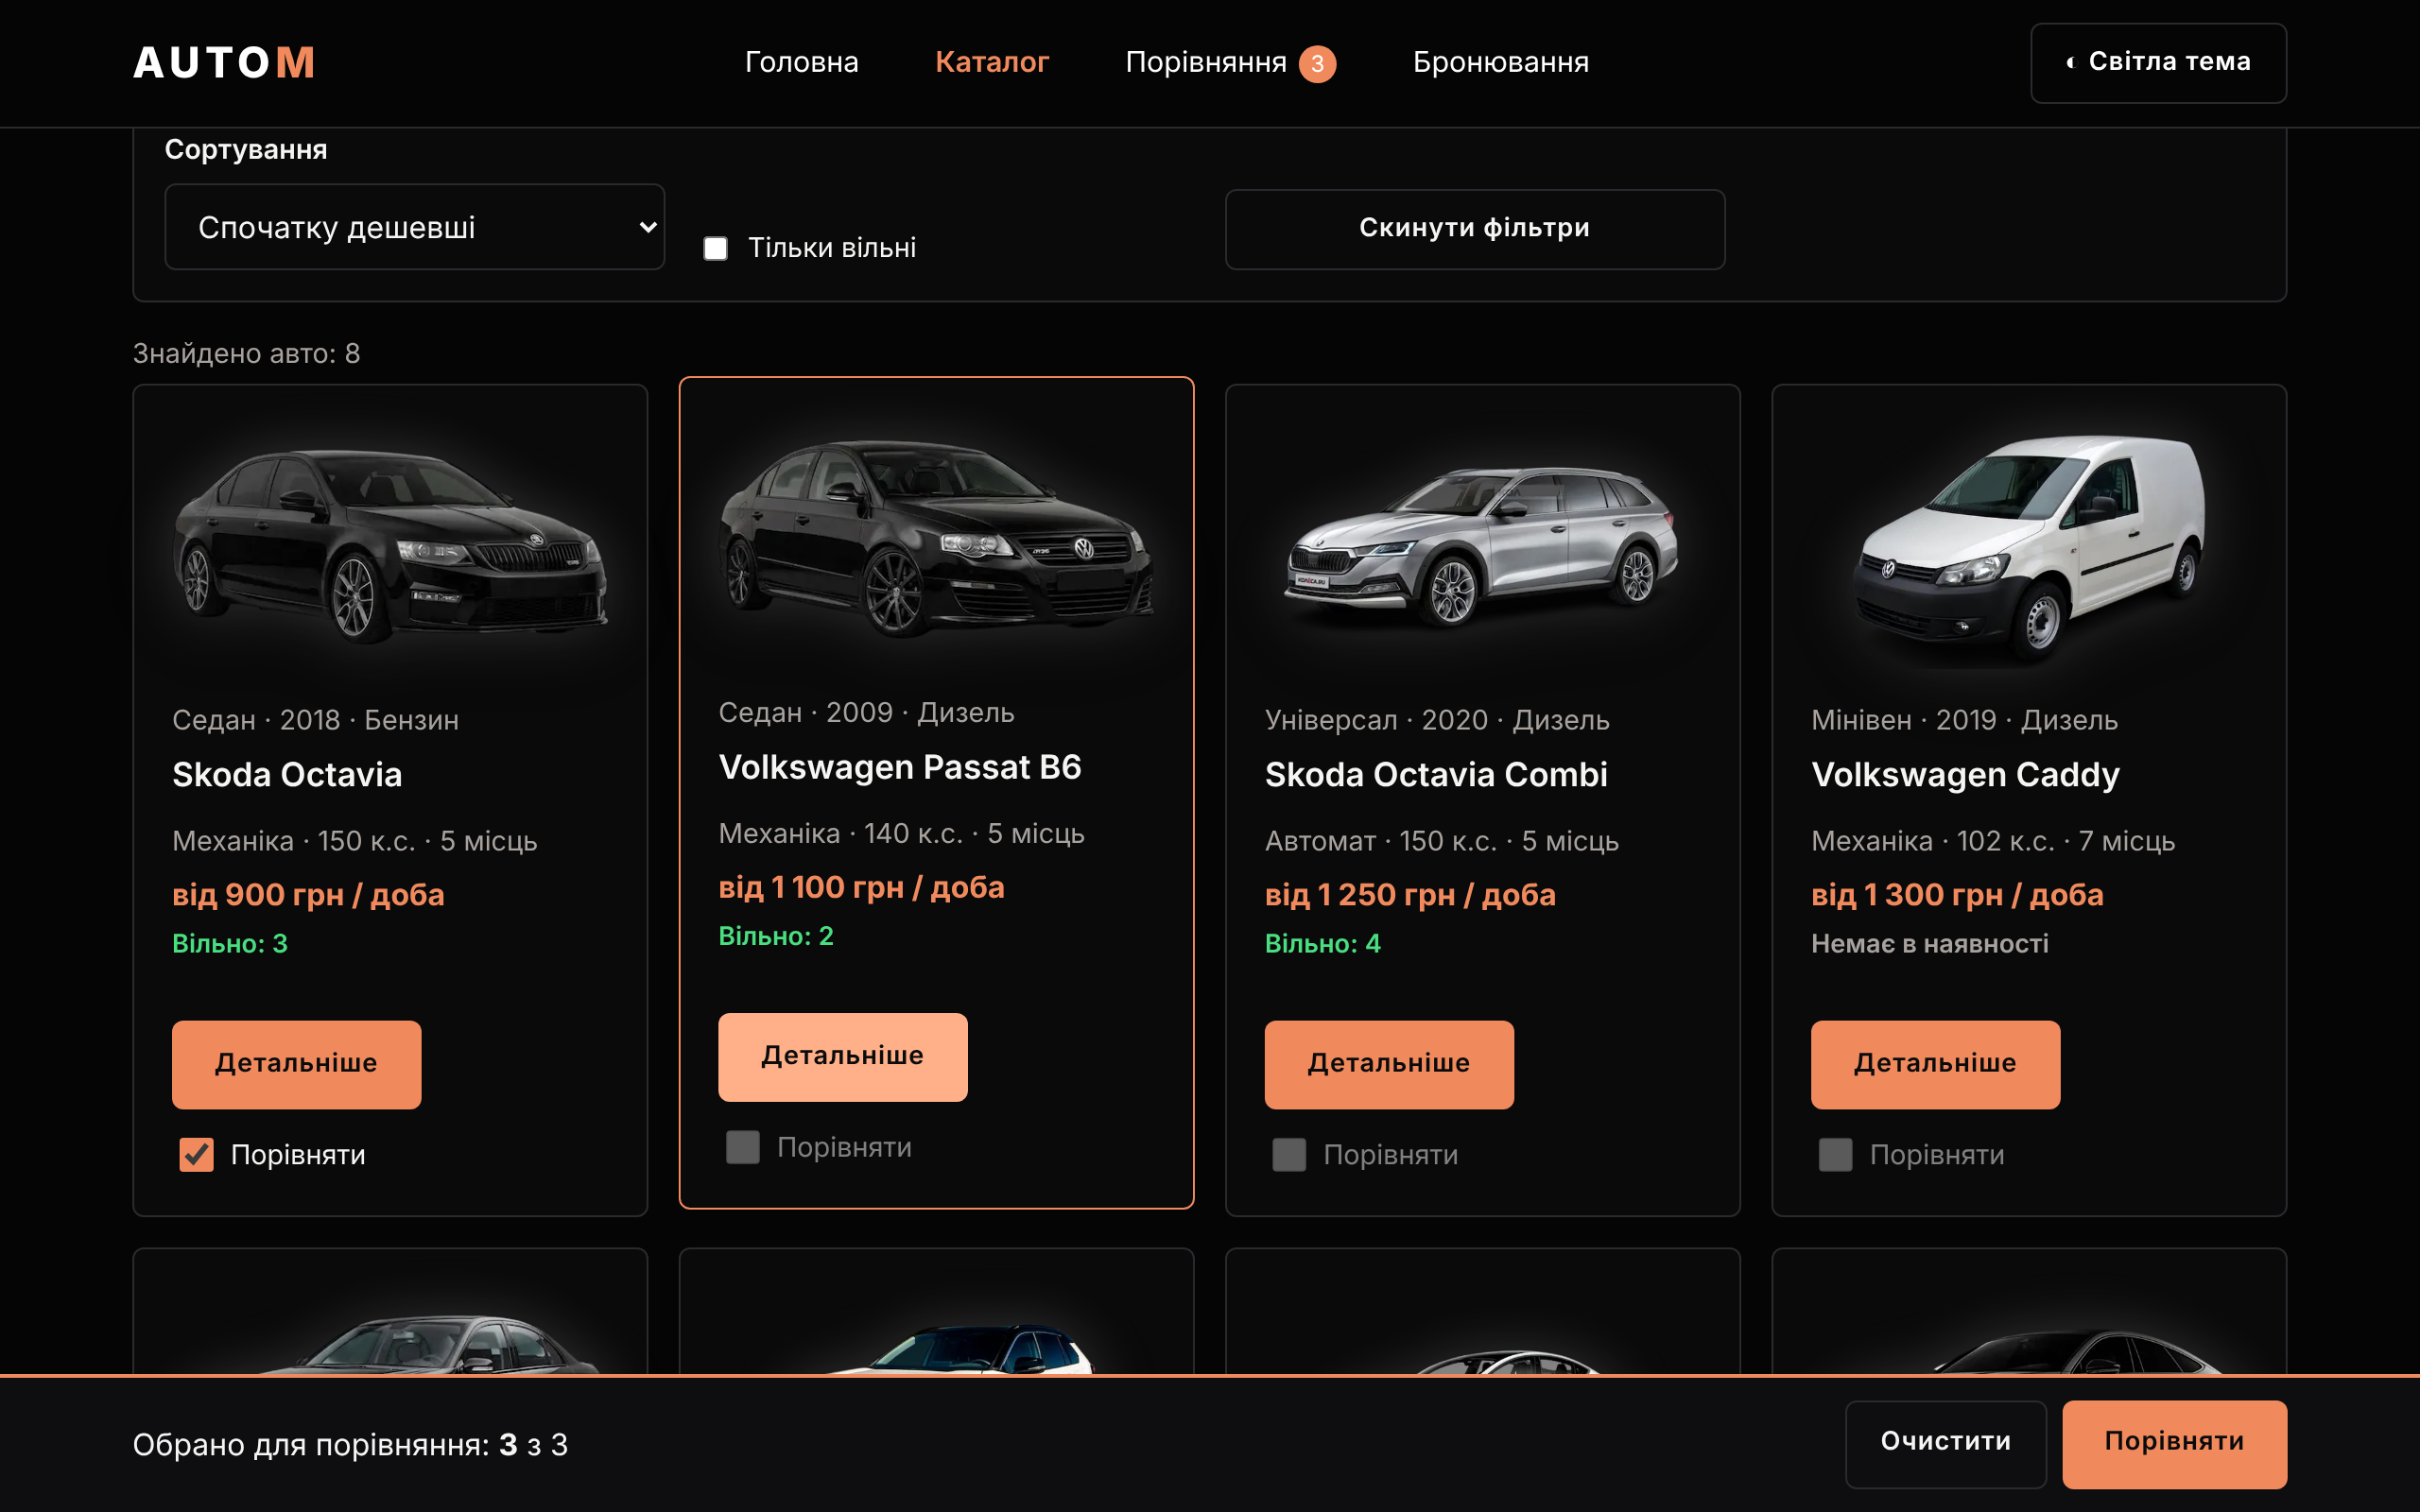 AUTOM
Головна Каталог Порівняння 3 Бронювання
Світла тема
Сортування
Спочатку дешевші
Тільки вільні
Скинути фільтри
Знайдено авто: 8
Седан · 2018 · Бензин
Skoda Octavia
Механіка · 150 к.с. · 5 місць
від 900 грн / доба
Вільно: 3
Детальніше
Порівняти
Седан · 2009 · Дизель
Volkswagen Passat B6
Механіка · 140 к.с. · 5 місць
від 1 100 грн / доба
Вільно: 2
Детальніше
Порівняти
KОЛЕСА.RU
Універсал · 2020 · Дизель
Skoda Octavia Combi
Автомат · 150 к.с. · 5 місць
від 1 250 грн / доба
Вільно: 4
Детальніше
Порівняти
Мінівен · 2019 · Дизель
Volkswagen Caddy
Механіка · 102 к.с. · 7 місць
від 1 300 грн / доба
Немає в наявності
Детальніше
Порівняти
Обрано для порівняння: 3 з 3
Очистити
Порівняти